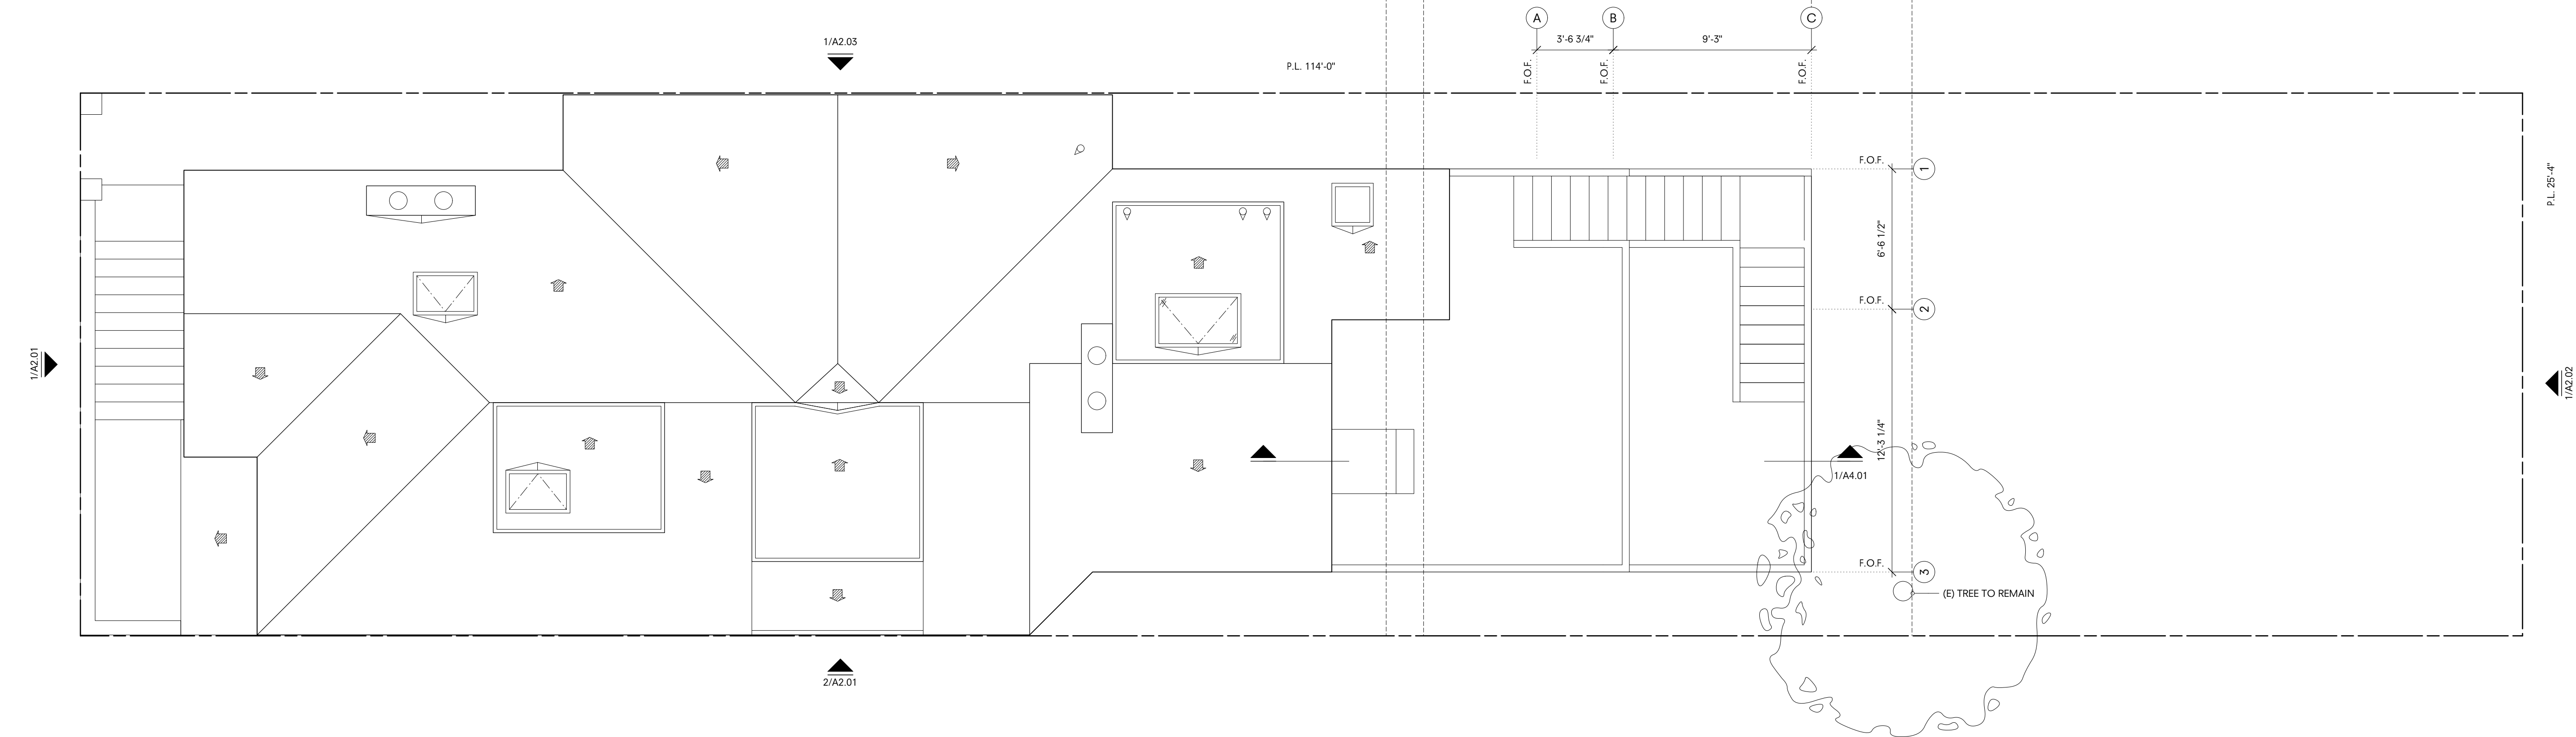 A
B
C
3'-6 3/4"
9'-3"
1/A2.03
P.L. 114'-0"
F.O.F.
F.O.F.
F.O.F.
F.O.F.
1
P.L. 25'-4"
6'-6 1/2"
F.O.F.
2
1/A2.01
1/A2.02
12'-3 1/4"
1/A4.01
F.O.F.
3
(E) TREE TO REMAIN
2/A2.01